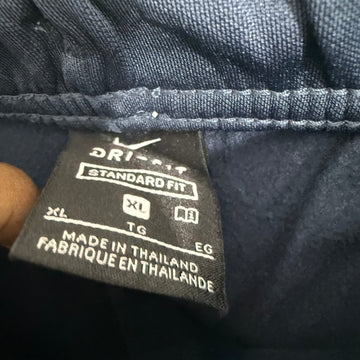 DRI-FIT
STANDARD FIT
XL
XL TG EG
MADE IN THAILAND
FABRIQUE EN THAILANDE